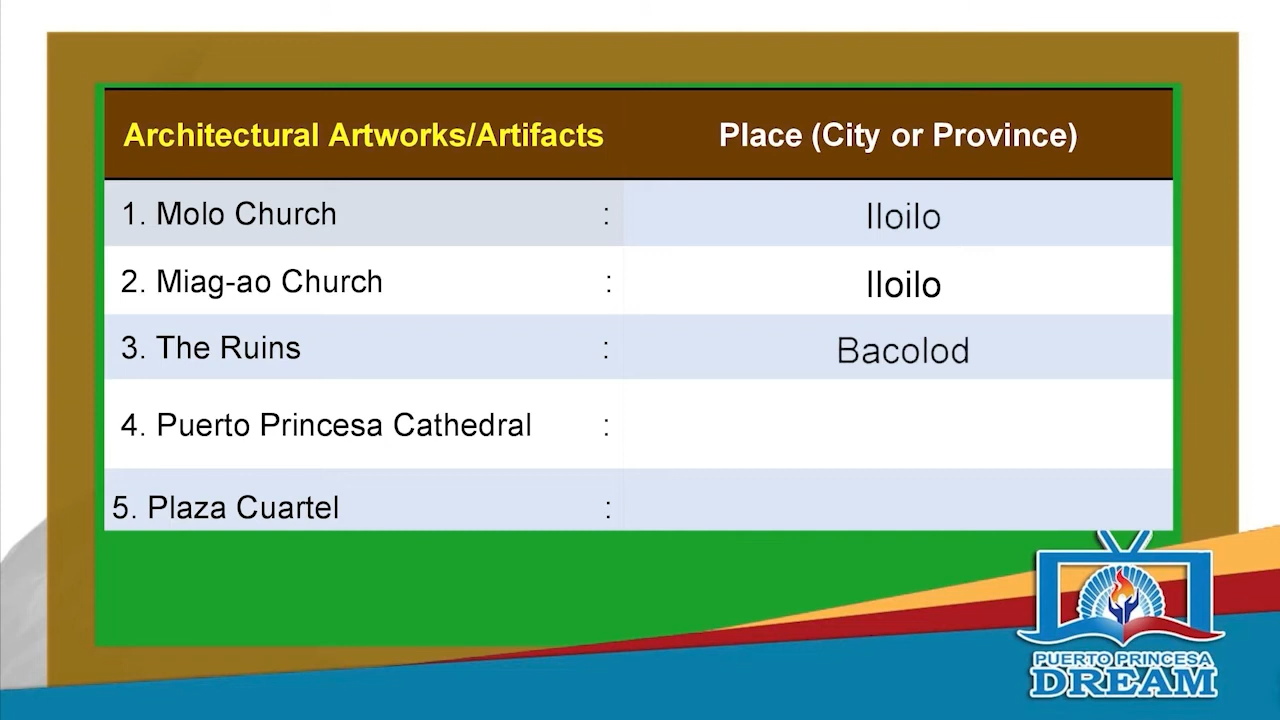 Architectural Artworks/Artifacts Place (City or Province)
1. Molo Church : Iloilo
2. Miag-ao Church : Iloilo
3. The Ruins : Bacolod
4. Puerto Princesa Cathedral :
5. Plaza Cuartel :
PUERTO PRINCESA
DREAM